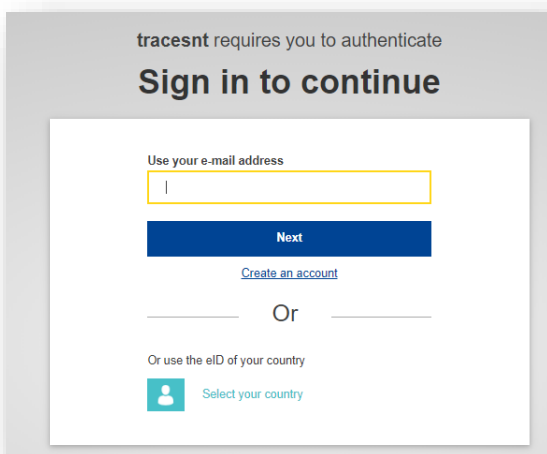 tracesnt requires you to authenticate
Sign in to continue
Use your e-mail address
Next
Create an account
Or
Or use the eID of your country
Select your country